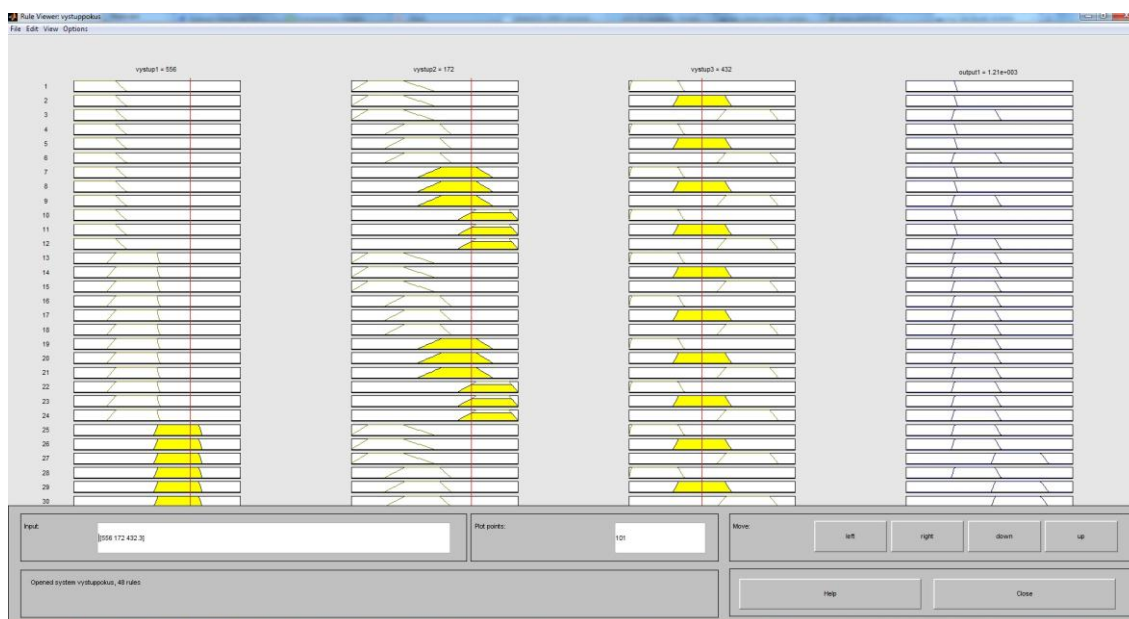 Rule Viewer: vystuppokus
File Edit View Options
vystup1 = 556
vystup2 = 172
vystup3 = 432
output1 = 1.21e+003
1
2
3
4
5
6
7
8
9
10
11
12
13
14
15
16
17
18
19
20
21
22
23
24
25
26
27
28
29
30
Input:
[556 172 432.3]
Plot points:
101
Move:
left
right
down
up
Opened system vystuppokus, 48 rules
Help
Close